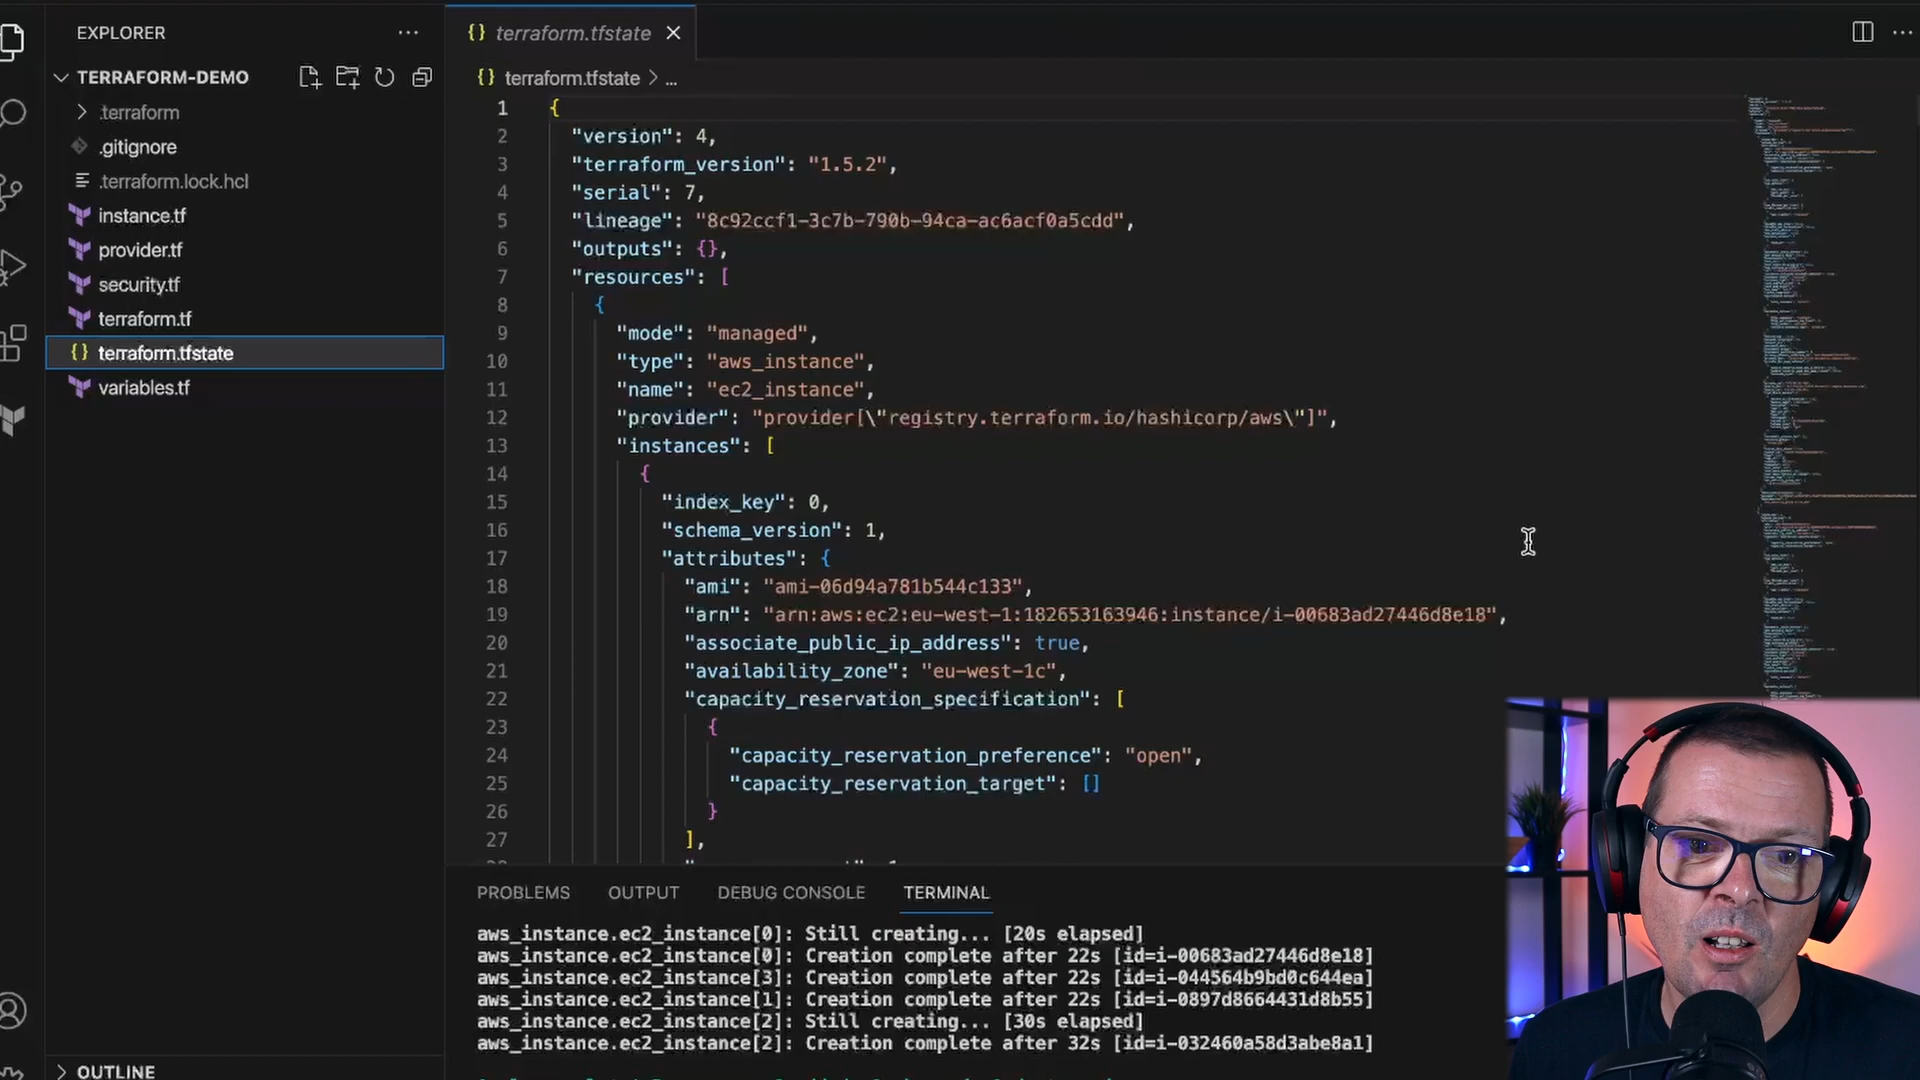 EXPLORER
TERRAFORM-DEMO
.terraform
.gitignore
.terraform.lock.hcl
instance.tf
provider.tf
security.tf
terraform.tf
terraform.tfstate
variables.tf
OUTLINE
terraform.tfstate
terraform.tfstate > ...
1 {
2 "version": 4,
3 "terraform_version": "1.5.2",
4 "serial": 7,
5 "lineage": "8c92ccf1-3c7b-790b-94ca-ac6acf0a5cdd",
6 "outputs": {},
7 "resources": [
8 {
9 "mode": "managed",
10 "type": "aws_instance",
11 "name": "ec2_instance",
12 "provider": "provider[\"registry.terraform.io/hashicorp/aws\"]",
13 "instances": [
14 {
15 "index_key": 0,
16 "schema_version": 1,
17 "attributes": {
18 "ami": "ami-06d94a781b544c133",
19 "arn": "arn:aws:ec2:eu-west-1:182653163946:instance/i-00683ad27446d8e18",
20 "associate_public_ip_address": true,
21 "availability_zone": "eu-west-1c",
22 "capacity_reservation_specification": [
23 {
24 "capacity_reservation_preference": "open",
25 "capacity_reservation_target": []
26 }
27 ],
PROBLEMS OUTPUT DEBUG CONSOLE TERMINAL
aws_instance.ec2_instance[0]: Still creating... [20s elapsed]
aws_instance.ec2_instance[0]: Creation complete after 22s [id=i-00683ad27446d8e18]
aws_instance.ec2_instance[3]: Creation complete after 22s [id=i-044564b9bd0c644ea]
aws_instance.ec2_instance[1]: Creation complete after 22s [id=i-0897d8664431d8b55]
aws_instance.ec2_instance[2]: Still creating... [30s elapsed]
aws_instance.ec2_instance[2]: Creation complete after 32s [id=i-032460a58d3abe8a1]